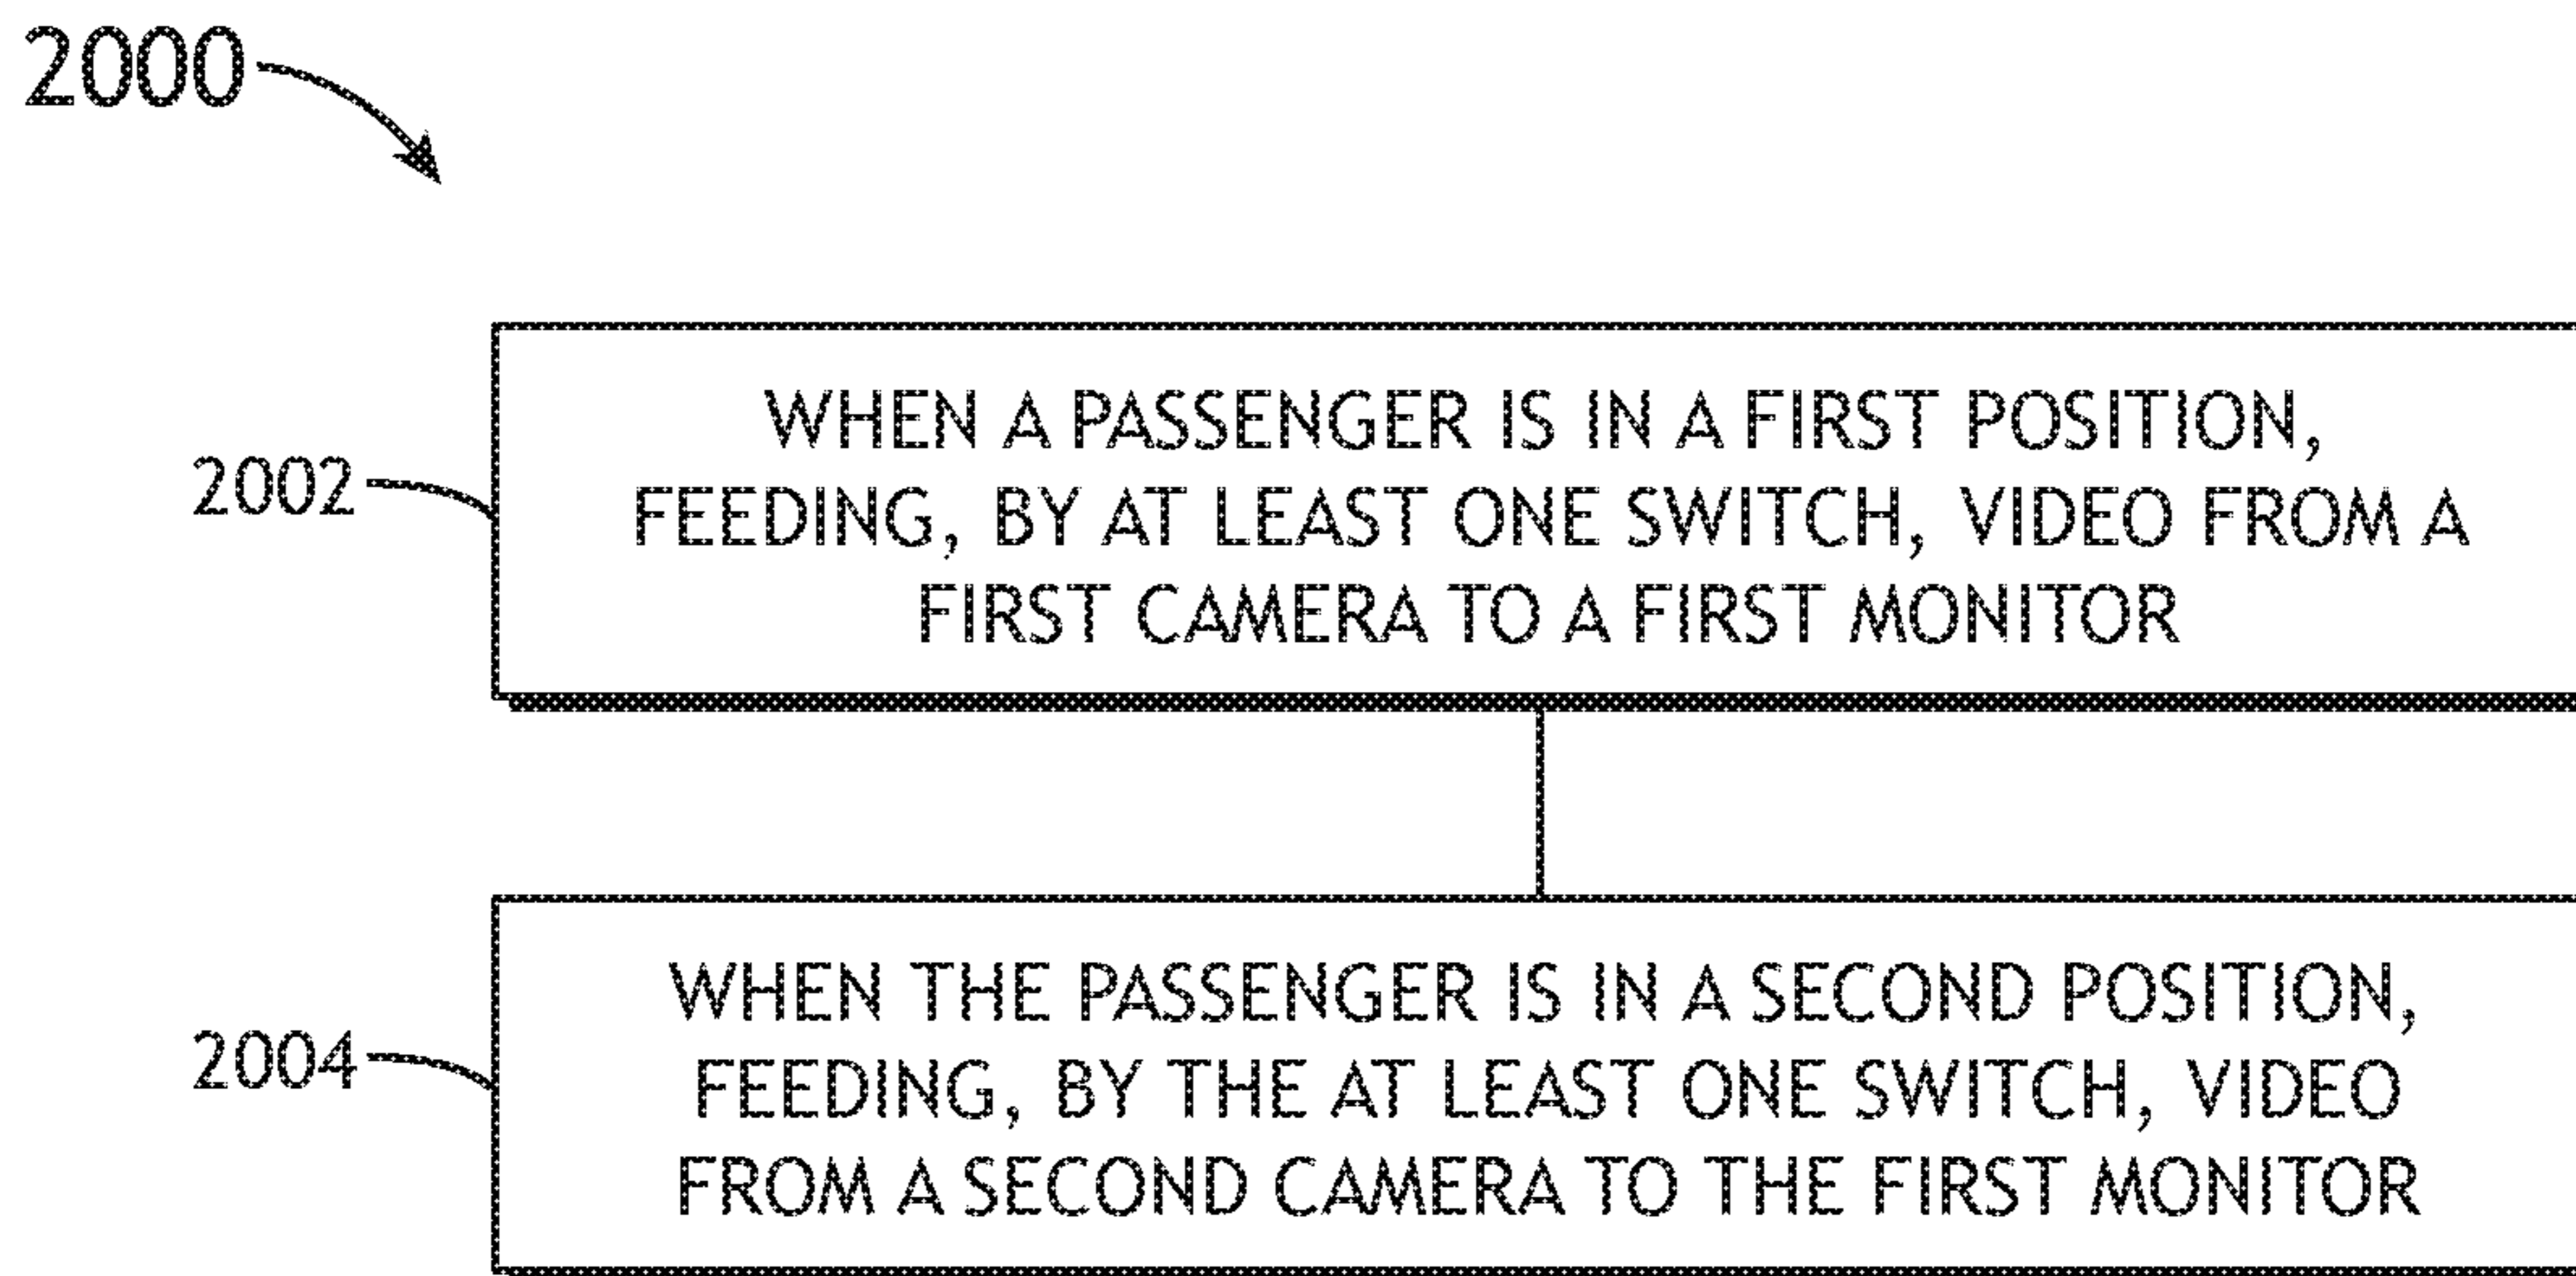 2000
2002
WHEN A PASSENGER IS IN A FIRST POSITION,
FEEDING, BY AT LEAST ONE SWITCH, VIDEO FROM A
FIRST CAMERA TO A FIRST MONITOR
2004
WHEN THE PASSENGER IS IN A SECOND POSITION,
FEEDING, BY THE AT LEAST ONE SWITCH, VIDEO
FROM A SECOND CAMERA TO THE FIRST MONITOR